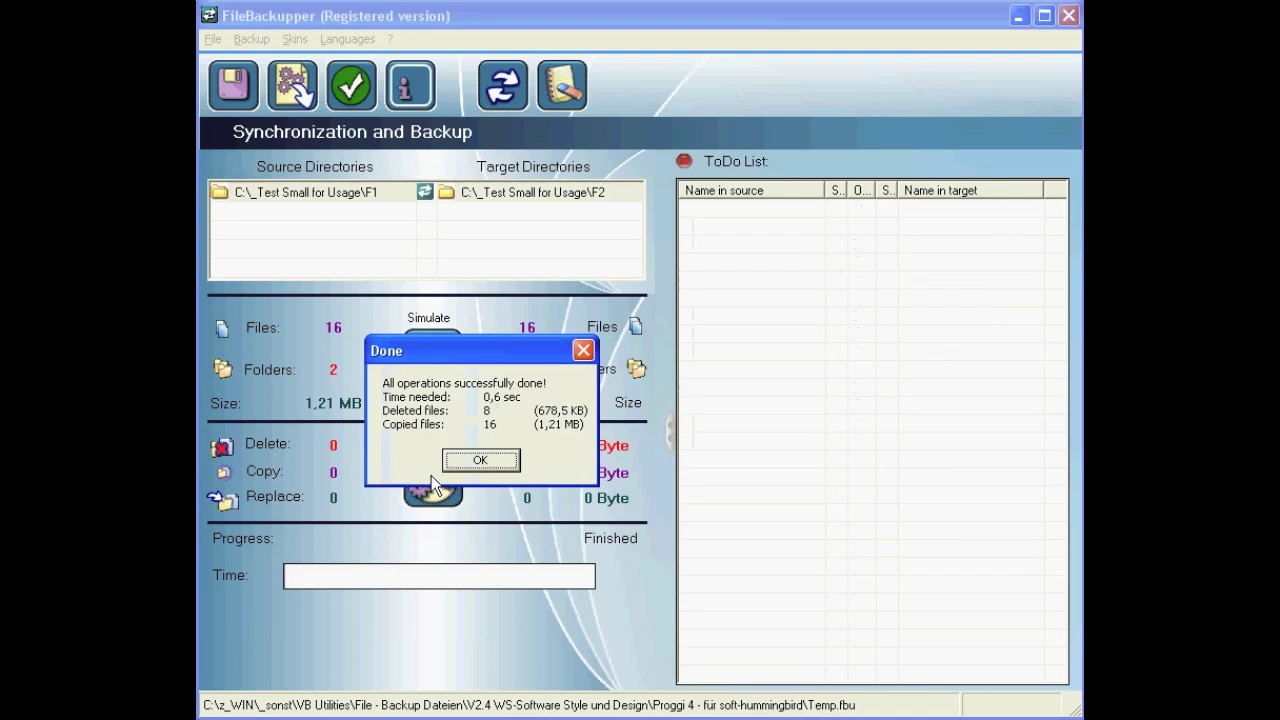 FileBackupper (Registered version)
File Backup Skins Languages ?
Synchronization and Backup
Source Directories Target Directories
C:\_Test Small for Usage\F1 C:\_Test Small for Usage\F2
Files: 16 Simulate 16 Files
Folders: 2 ers
Size: 1,21 MB Size
Done
All operations successfully done!
Time needed: 0,6 sec
Deleted files: 8 (678,5 KB)
Copied files: 16 (1,21 MB)
OK
Delete: 0 Byte
Copy: 0 Byte
Replace: 0 0 0 Byte
Progress: Finished
Time:
ToDo List:
Name in source S.. O... S.. Name in target
C:\z_WIN\_sonst\VB Utilities\File - Backup Dateien\V2.4 WS-Software Style und Design\Proggi 4 - für soft-hummingbird\Temp.fbu